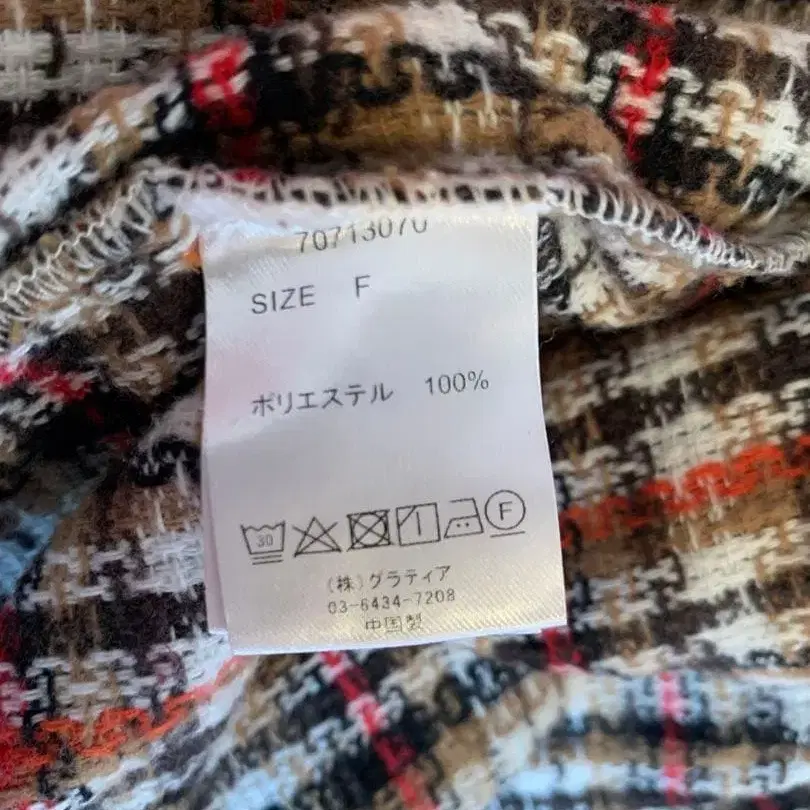 70713070
SIZE F
ポリエステル 100%
30 F
(株)グラティア
03-6434-7208
中国製